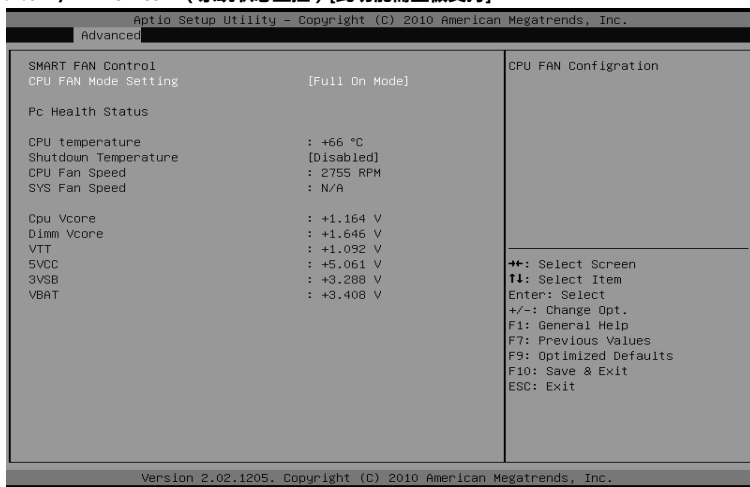 Aptio Setup Utility – Copyright (C) 2010 American Megatrends, Inc.
Advanced
SMART FAN Control
CPU FAN Mode Setting [Full On Mode]
Pc Health Status
CPU temperature : +66 °C
Shutdown Temperature [Disabled]
CPU Fan Speed : 2755 RPM
SYS Fan Speed : N/A
Cpu Vcore : +1.164 V
Dimm Vcore : +1.646 V
VTT : +1.092 V
5VCC : +5.061 V
3VSB : +3.288 V
VBAT : +3.408 V
CPU FAN Configration
→←: Select Screen
↑↓: Select Item
Enter: Select
+/-: Change Opt.
F1: General Help
F7: Previous Values
F9: Optimized Defaults
F10: Save & Exit
ESC: Exit
Version 2.02.1205. Copyright (C) 2010 American Megatrends, Inc.